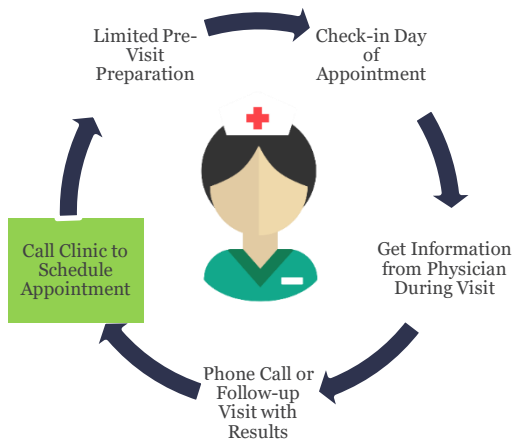 Limited Pre-
Visit
Preparation
Check-in Day
of
Appointment
Get Information
from Physician
During Visit
Phone Call or
Follow-up
Visit with
Results
Call Clinic to
Schedule
Appointment